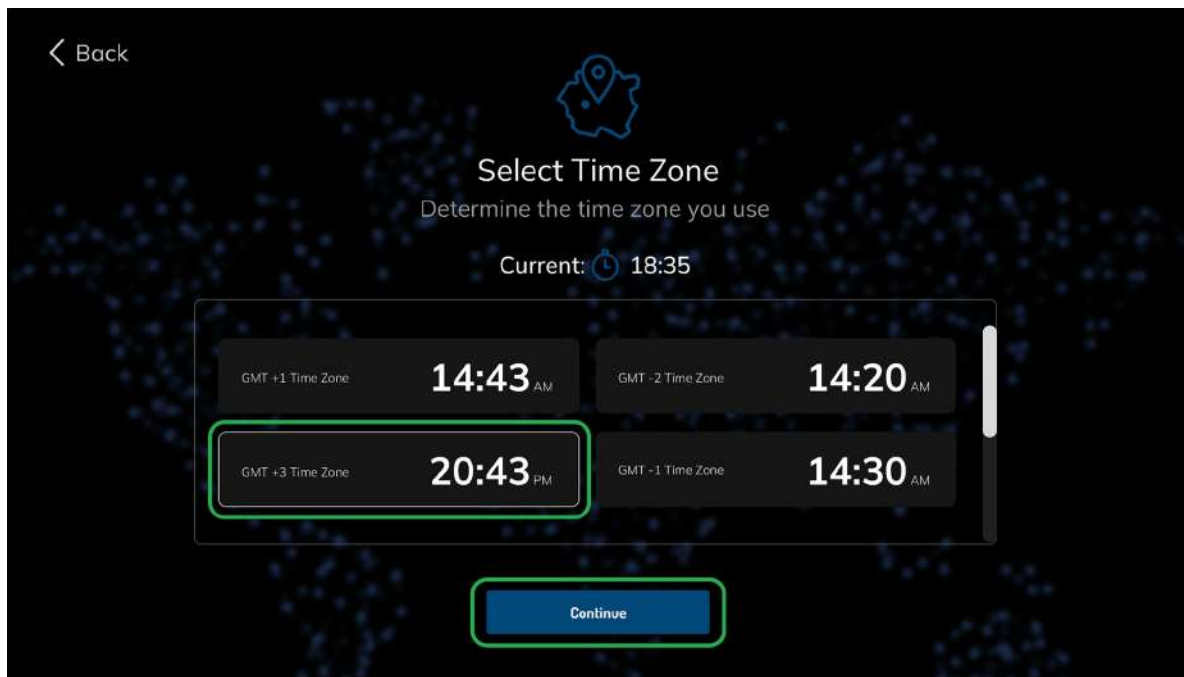 Back
Select Time Zone
Determine the time zone you use
Current: 18:35
GMT +1 Time Zone 14:43 AM
GMT -2 Time Zone 14:20 AM
GMT +3 Time Zone 20:43 PM
GMT -1 Time Zone 14:30 AM
Continue